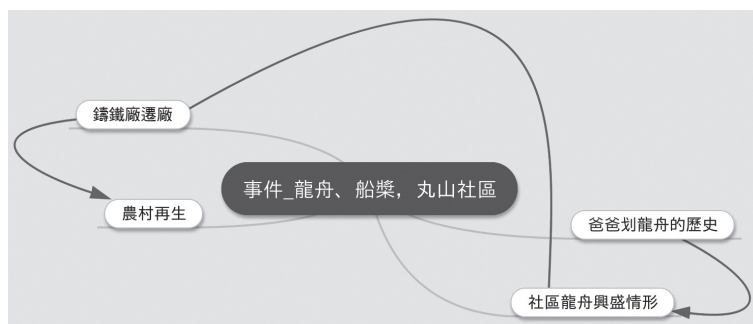 鑄鐵廠遷廠
事件_龍舟、船槳，丸山社區
農村再生
爸爸划龍舟的歷史
社區龍舟興盛情形